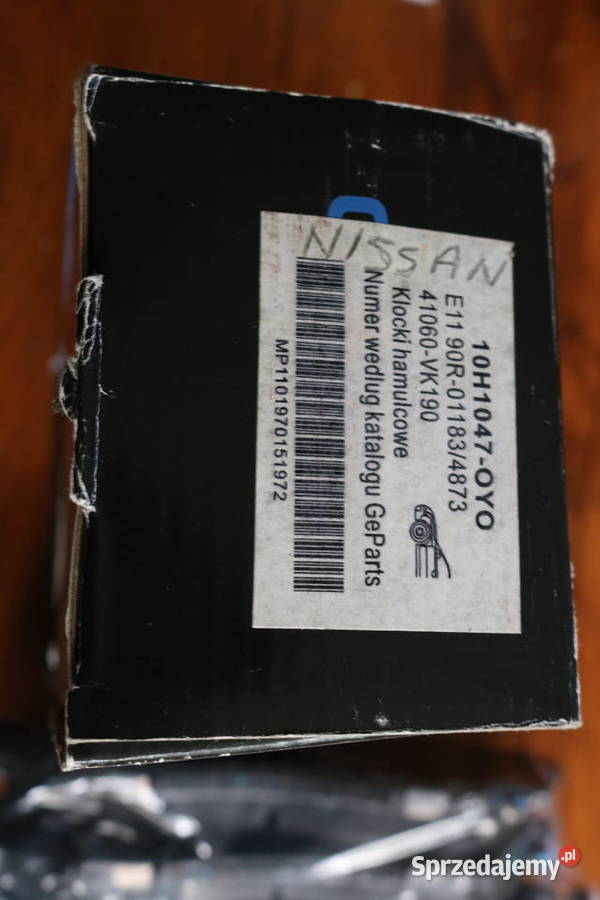 NISSAN
10H1047-OYO
E11 90R-01183/4873
41060-VK190
Klocki hamulcowe
Numer według katalogu GeParts
MP1101970151972
Sprzedajemy.pl